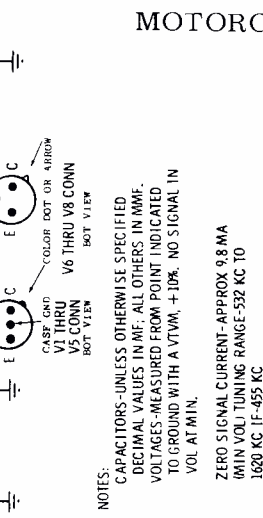 MOTORO
E C
E C
COLOR DOT OR ARROW
CASE GND
V1 THRU
V5 CONN
BOT VIEW
V6 THRU V8 CONN
BOT VIEW
NOTES:
CAPACITORS-UNLESS OTHERWISE SPECIFIED
DECIMAL VALUES IN MF; ALL OTHERS IN MMF.
VOLTAGES-MEASURED FROM POINT INDICATED
TO GROUND WITH A VTVM, +10%, NO SIGNAL IN
VOL AT MIN.
ZERO SIGNAL CURRENT-APPROX 9.8 MA
(MIN VOL) TUNING RANGE-532 KC TO
1620 KC IF-455 KC